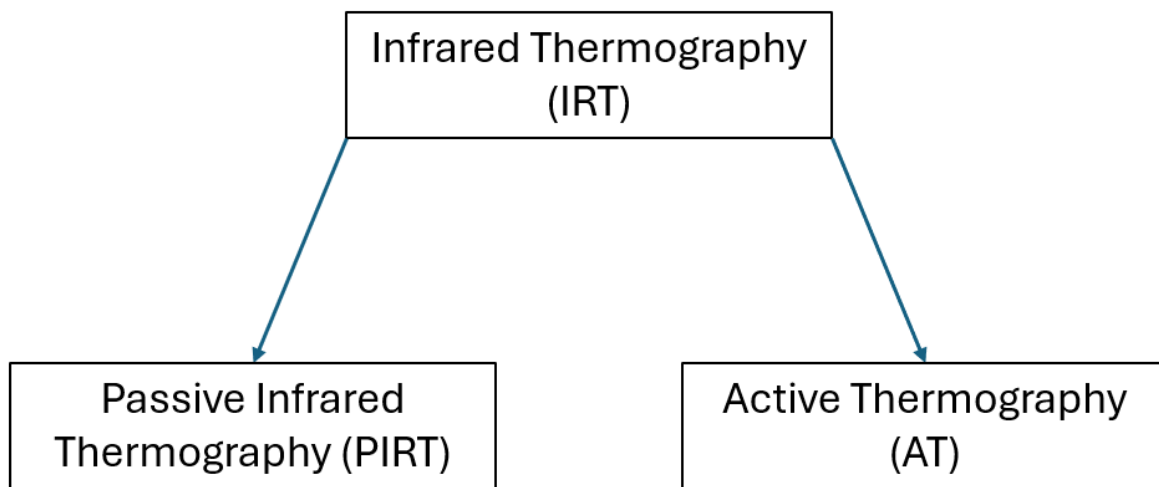 Infrared Thermography
(IRT)
Passive Infrared
Thermography (PIRT)
Active Thermography
(AT)